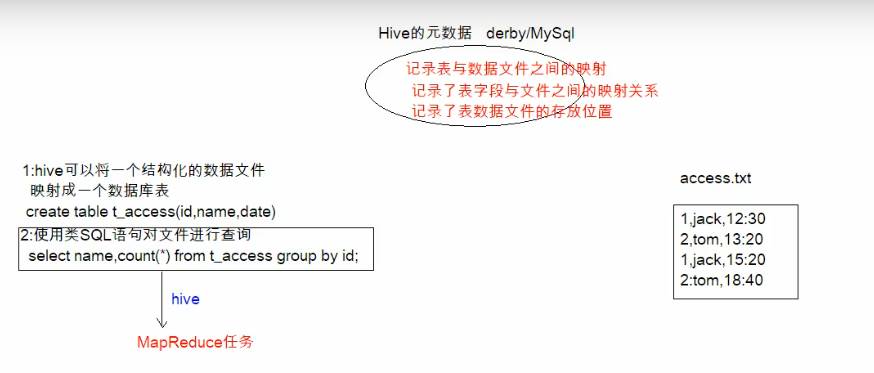 Hive的元数据 derby/MySql
记录表与数据文件之间的映射
记录了表字段与文件之间的映射关系
记录了表数据文件的存放位置
1:hive可以将一个结构化的数据文件
映射成一个数据库表
create table t_access(id,name,date)
2:使用类SQL语句对文件进行查询
select name,count(*) from t_access group by id;
hive
MapReduce任务
access.txt
1,jack,12:30
2,tom,13:20
1,jack,15:20
2:tom,18:40